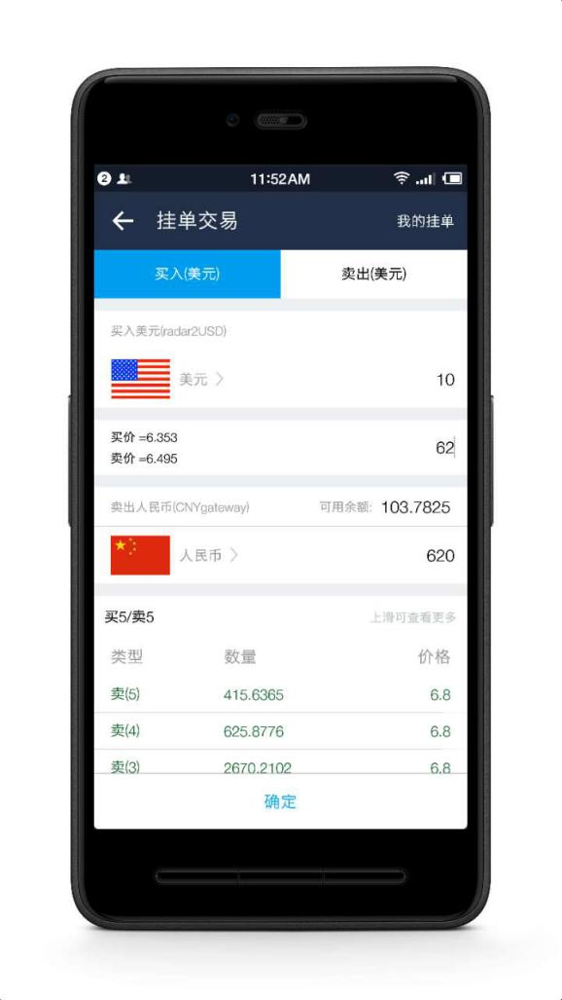 2
11:52AM
挂单交易 我的挂单
买入(美元) 卖出(美元)
买入美元(radar2USD)
美元 10
买价 =6.353
卖价 =6.495
62
卖出人民币(CNYgateway) 可用余额: 103.7825
人民币 620
买5/卖5 上滑可查看更多
类型 数量 价格
卖(5) 415.6365 6.8
卖(4) 625.8776 6.8
卖(3) 2670.2102 6.8
确定